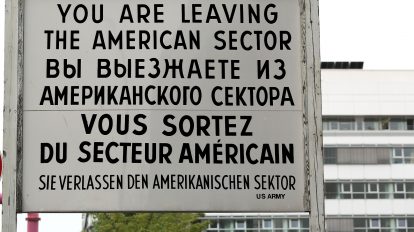 YOU ARE LEAVING
THE AMERICAN SECTOR
ВЫ ВЫЕЗЖАЕТЕ ИЗ
АМЕРИКАНСКОГО СЕКТОРА
VOUS SORTEZ
DU SECTEUR AMÉRICAIN
SIE VERLASSEN DEN AMERIKANISCHEN SEKTOR
US ARMY